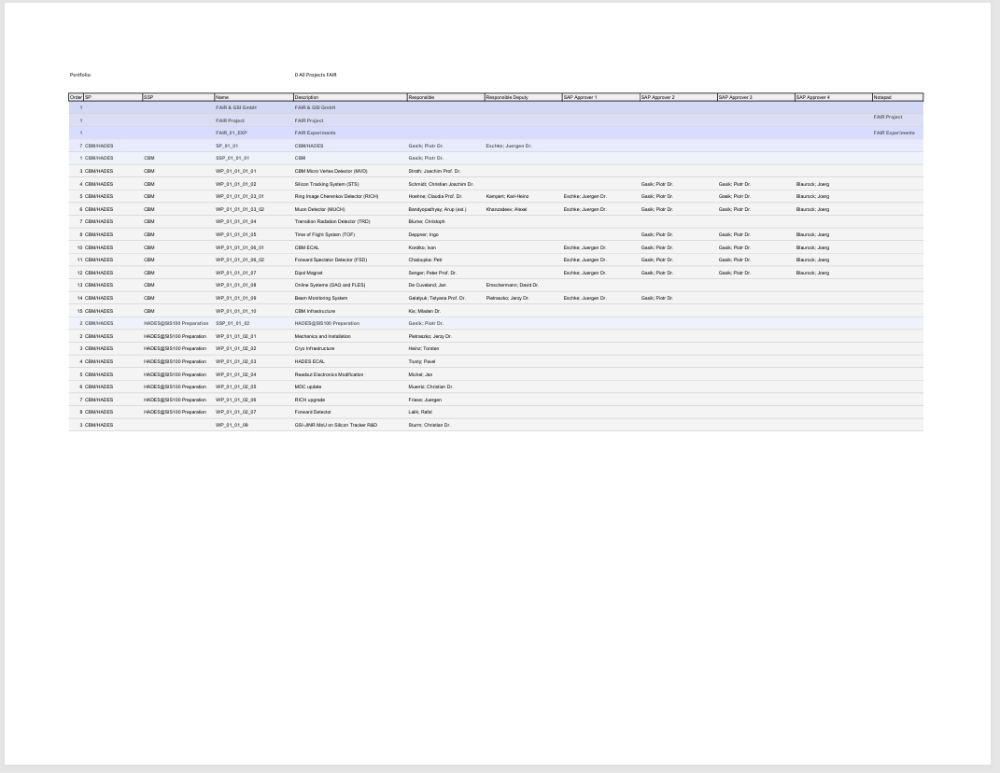 Portfolio 0 All Projects FAIR
Order SP SSP Name Description Responsible Responsible Deputy SAP Approver 1 SAP Approver 2 SAP Approver 3 SAP Approver 4 Notepad
1 FAIR & GSI GmbH FAIR & GSI GmbH
1 FAIR Project FAIR Project FAIR Project
1 FAIR_01_EXP FAIR Experiments FAIR Experiments
7 CBM/HADES SP_01_01 CBM/HADES Gasik; Piotr Dr. Eschke; Juergen Dr.
1 CBM/HADES CBM SSP_01_01_01 CBM Gasik; Piotr Dr.
3 CBM/HADES CBM WP_01_01_01_01 CBM Micro Vertex Detector (MVD) Stroth; Joachim Prof. Dr.
4 CBM/HADES CBM WP_01_01_01_02 Silicon Tracking System (STS) Schmidt; Christian Joachim Dr. Gasik; Piotr Dr. Gasik; Piotr Dr. Blaurock; Joerg
5 CBM/HADES CBM WP_01_01_01_03_01 Ring Image Charenkov Detector (RICH) Hoehne; Claudia Prof. Dr. Kampert; Karl-Heinz Eschke; Juergen Dr. Gasik; Piotr Dr. Gasik; Piotr Dr. Blaurock; Joerg
6 CBM/HADES CBM WP_01_01_01_03_02 Muon Detector (MUCH) Bandyopathyay; Arup (ext.) Khanzadeev; Alexei Eschke; Juergen Dr. Gasik; Piotr Dr. Gasik; Piotr Dr. Blaurock; Joerg
7 CBM/HADES CBM WP_01_01_01_04 Transition Radiation Detector (TRD) Blume; Christoph
8 CBM/HADES CBM WP_01_01_01_05 Time of Flight System (TOF) Deppner; Ingo Gasik; Piotr Dr. Gasik; Piotr Dr. Blaurock; Joerg
10 CBM/HADES CBM WP_01_01_01_06_01 CBM ECAL Korolko; Ivan Eschke; Juergen Dr. Gasik; Piotr Dr. Gasik; Piotr Dr. Blaurock; Joerg
11 CBM/HADES CBM WP_01_01_01_06_02 Forward Spectator Detector (FSD) Chaloupka; Petr Eschke; Juergen Dr. Gasik; Piotr Dr. Gasik; Piotr Dr. Blaurock; Joerg
12 CBM/HADES CBM WP_01_01_01_07 Dipol Magnet Senger; Peter Prof. Dr. Eschke; Juergen Dr. Gasik; Piotr Dr. Gasik; Piotr Dr. Blaurock; Joerg
13 CBM/HADES CBM WP_01_01_01_08 Online Systems (DAQ and FLES) De Cuveland; Jan Emschermann; David Dr.
14 CBM/HADES CBM WP_01_01_01_09 Beam Monitoring System Galatyuk; Tetyana Prof. Dr. Pietraszko; Jerzy Dr. Eschke; Juergen Dr. Gasik; Piotr Dr.
15 CBM/HADES CBM WP_01_01_01_10 CBM Infrastructure Kis; Mladen Dr.
2 CBM/HADES HADES@SIS100 Preparation SSP_01_01_02 HADES@SIS100 Preparation Gasik; Piotr Dr.
2 CBM/HADES HADES@SIS100 Preparation WP_01_01_02_01 Mechanics and Installation Pietraszko; Jerzy Dr.
3 CBM/HADES HADES@SIS100 Preparation WP_01_01_02_02 Cryo Infrastructure Heinz; Torsten
4 CBM/HADES HADES@SIS100 Preparation WP_01_01_02_03 HADES ECAL Tlusty; Pavel
5 CBM/HADES HADES@SIS100 Preparation WP_01_01_02_04 Readout Electronics Modification Michel; Jan
6 CBM/HADES HADES@SIS100 Preparation WP_01_01_02_05 MDC update Muentz; Christian Dr.
7 CBM/HADES HADES@SIS100 Preparation WP_01_01_02_06 RICH upgrade Friese; Juergen
8 CBM/HADES HADES@SIS100 Preparation WP_01_01_02_07 Forward Detector Lalik; Rafal
3 CBM/HADES WP_01_01_09 GSI-JINR MoU on Silicon Tracker R&D Sturm; Christian Dr.